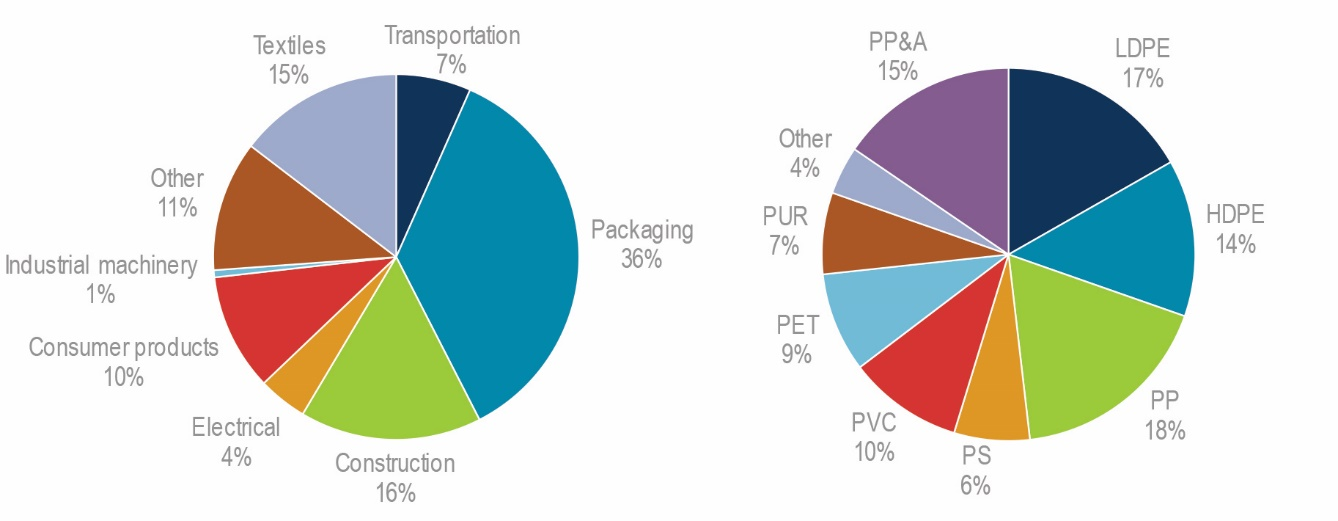 Transportation
7%
Packaging
36%
Construction
16%
Electrical
4%
Consumer products
10%
Industrial machinery
1%
Other
11%
Textiles
15%
LDPE
17%
HDPE
14%
PP
18%
PS
6%
PVC
10%
PET
9%
PUR
7%
Other
4%
PP&A
15%